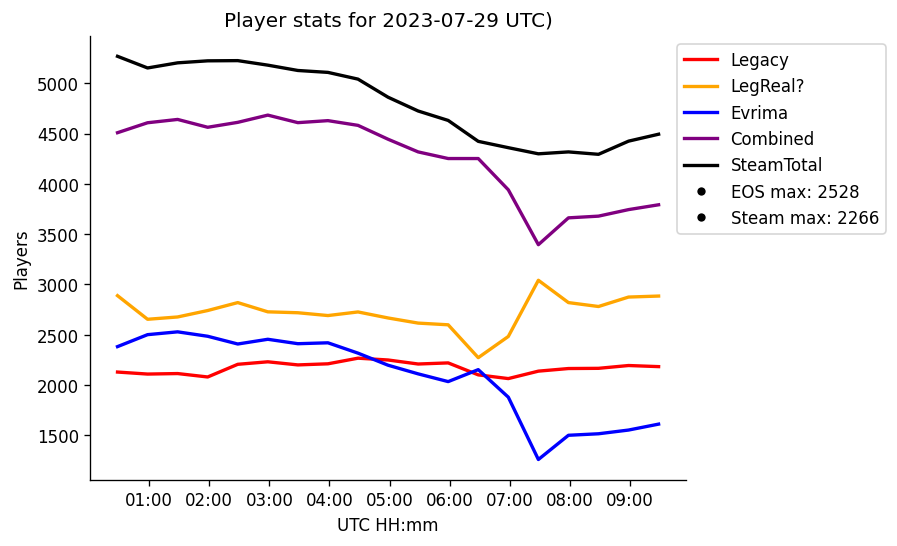 Player stats for 2023-07-29 UTC)
Players
5000
4500
4000
3500
3000
2500
2000
1500
01:00 02:00 03:00 04:00 05:00 06:00 07:00 08:00 09:00
UTC HH:mm
Legacy
LegReal?
Evrima
Combined
SteamTotal
EOS max: 2528
Steam max: 2266